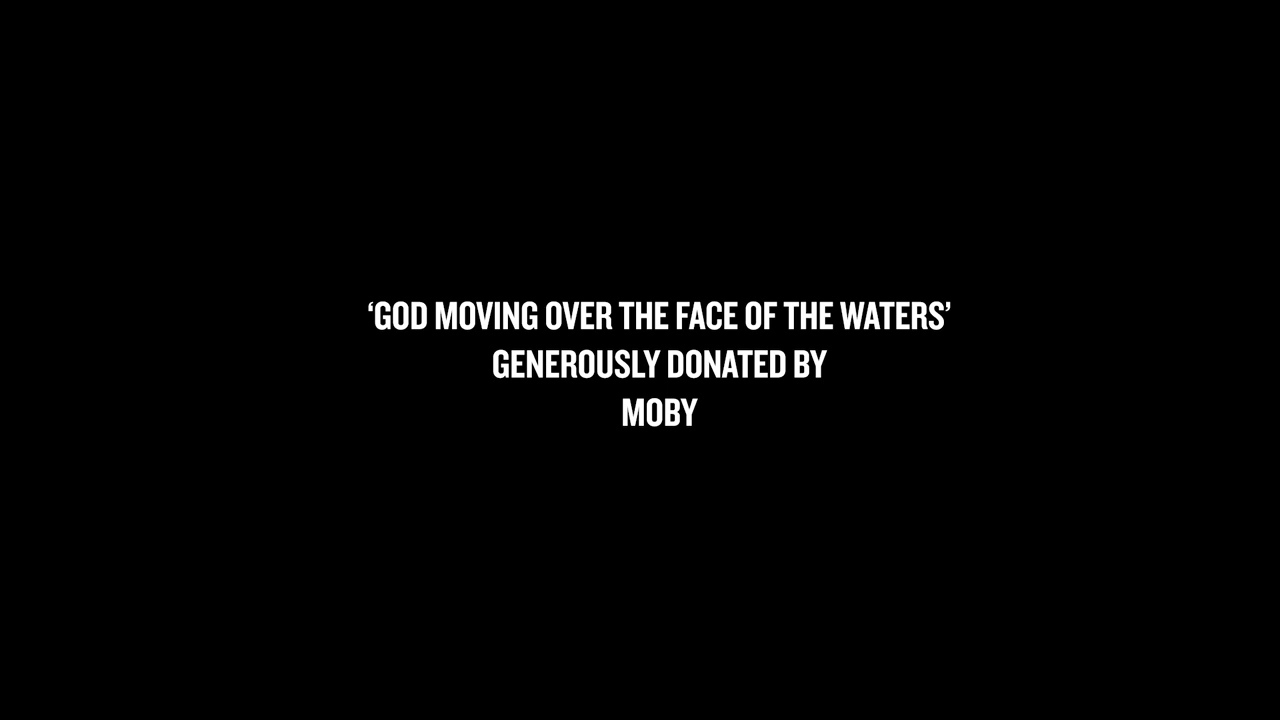 ‘GOD MOVING OVER THE FACE OF THE WATERS’
GENEROUSLY DONATED BY
MOBY